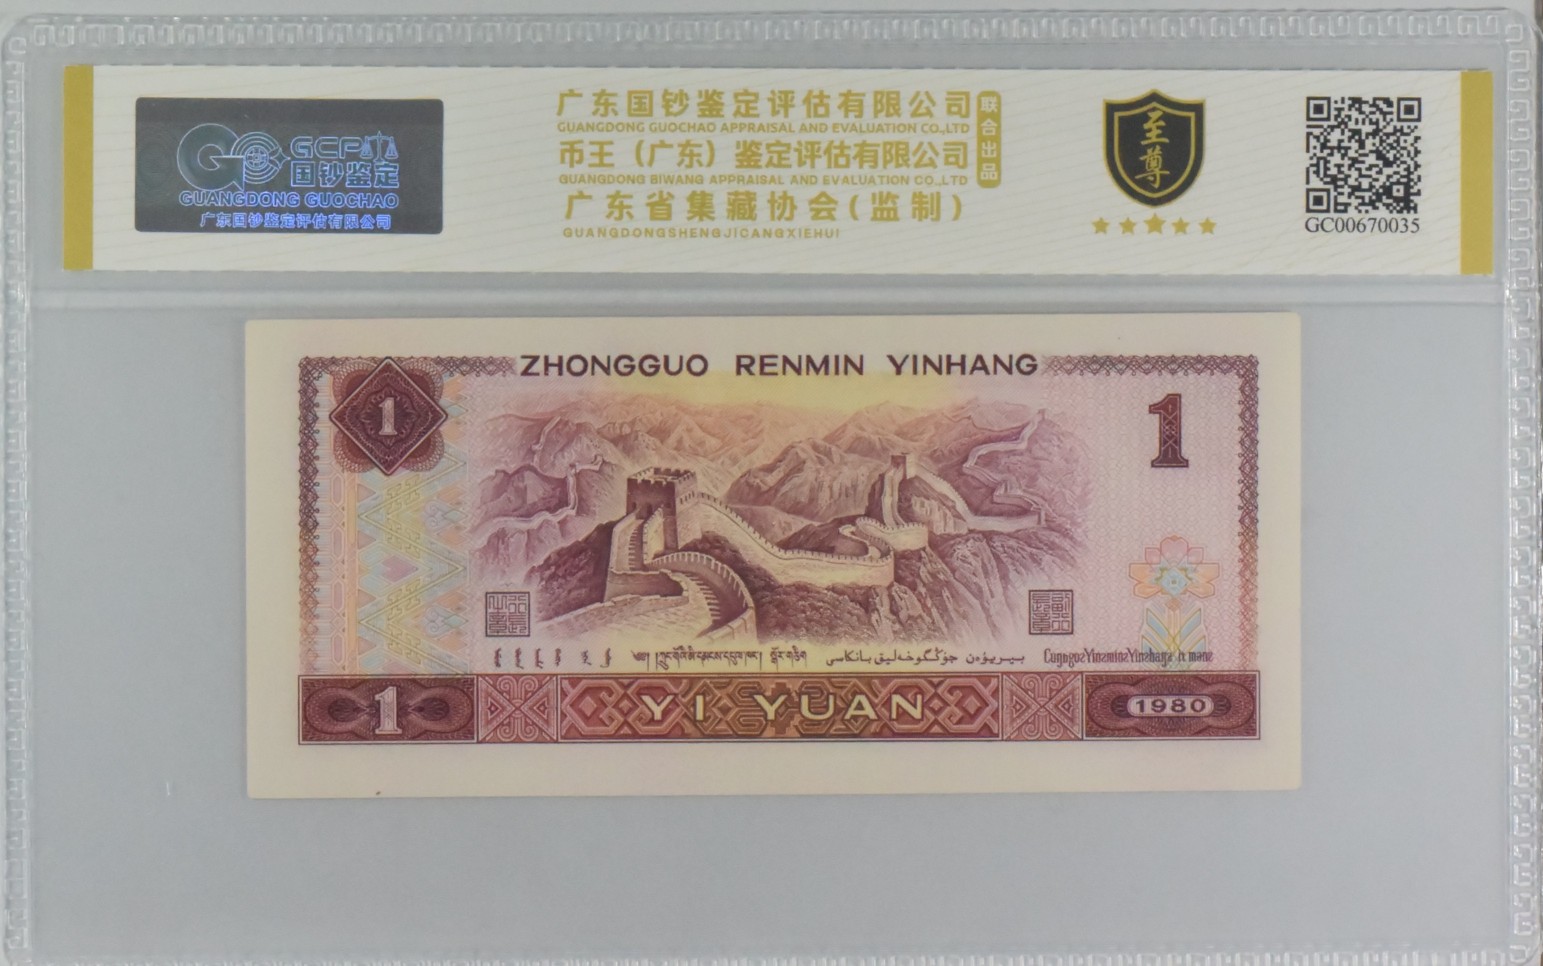 GCP
国钞鉴定
GUANGDONG GUOCHAO
广东国钞鉴定评估有限公司
广东国钞鉴定评估有限公司
GUANGDONG GUOCHAO APPRAISAL AND EVALUATION CO.,LTD
币王（广东）鉴定评估有限公司
GUANGDONG BIWANG APPRAISAL AND EVALUATION CO.,LTD
联合出品
广东省集藏协会(监制)
GUANGDONGSHENGJICANGXIEHUI
至尊
GC00670035
ZHONGGUO RENMIN YINHANG
1
1
1
YI YUAN
1980